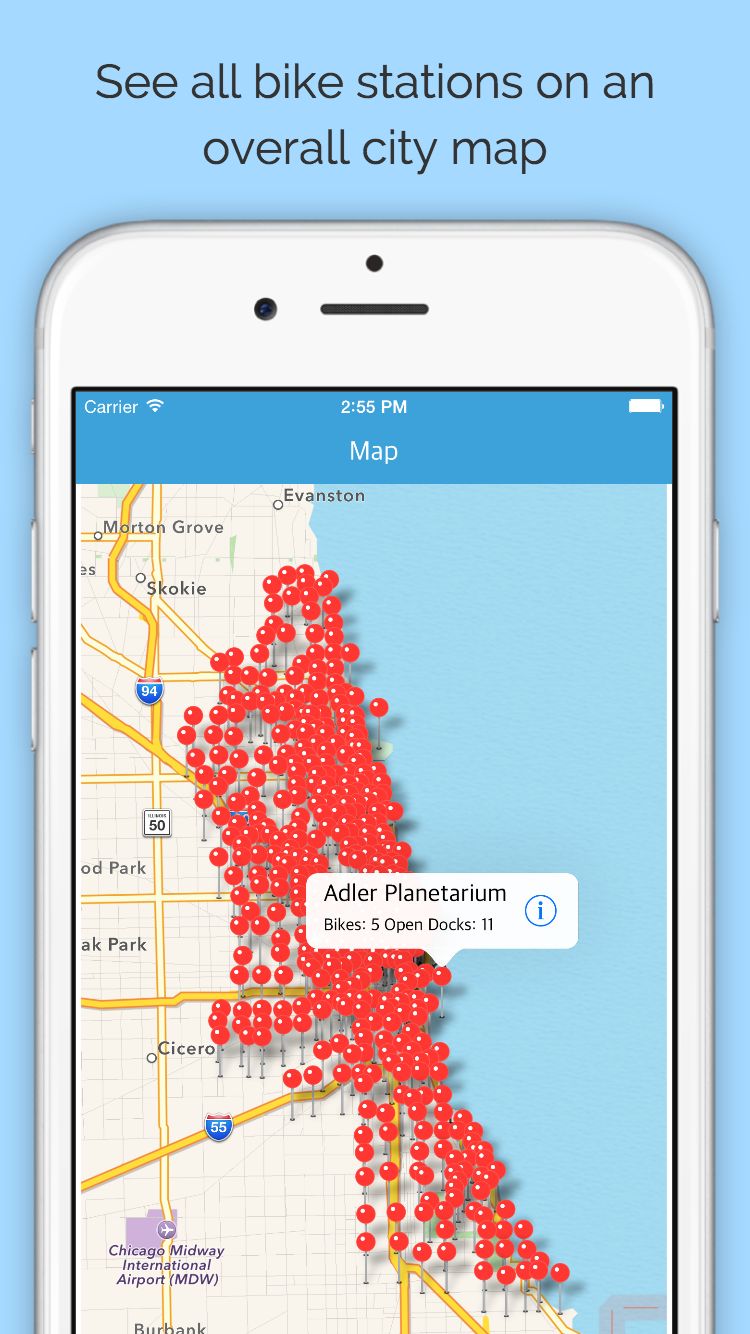 See all bike stations on an
overall city map
Carrier
2:55 PM
Map
Evanston
Morton Grove
es
Skokie
94
ILLINOIS
50
od Park
Adler Planetarium
Bikes: 5 Open Docks: 11
i
ak Park
Cicero
55
Chicago Midway
International
Airport (MDW)
Burbank